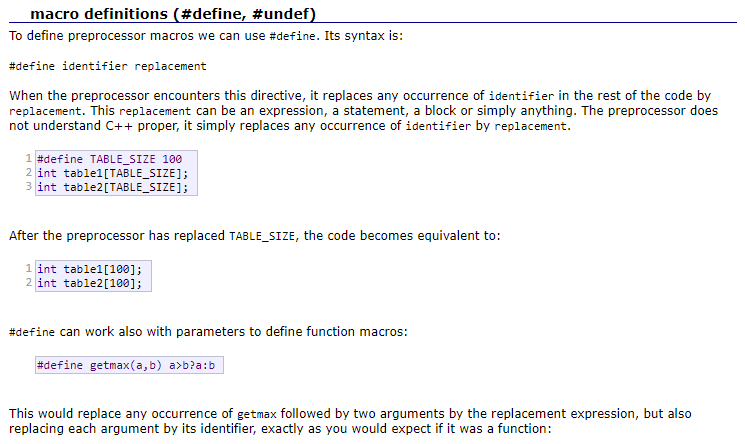 macro definitions (#define, #undef)
To define preprocessor macros we can use #define. Its syntax is:
#define identifier replacement
When the preprocessor encounters this directive, it replaces any occurrence of identifier in the rest of the code by
replacement. This replacement can be an expression, a statement, a block or simply anything. The preprocessor does
not understand C++ proper, it simply replaces any occurrence of identifier by replacement.
1 #define TABLE_SIZE 100
2 int table1[TABLE_SIZE];
3 int table2[TABLE_SIZE];
After the preprocessor has replaced TABLE_SIZE, the code becomes equivalent to:
1 int table1[100];
2 int table2[100];
#define can work also with parameters to define function macros:
#define getmax(a,b) a>b?a:b
This would replace any occurrence of getmax followed by two arguments by the replacement expression, but also
replacing each argument by its identifier, exactly as you would expect if it was a function: